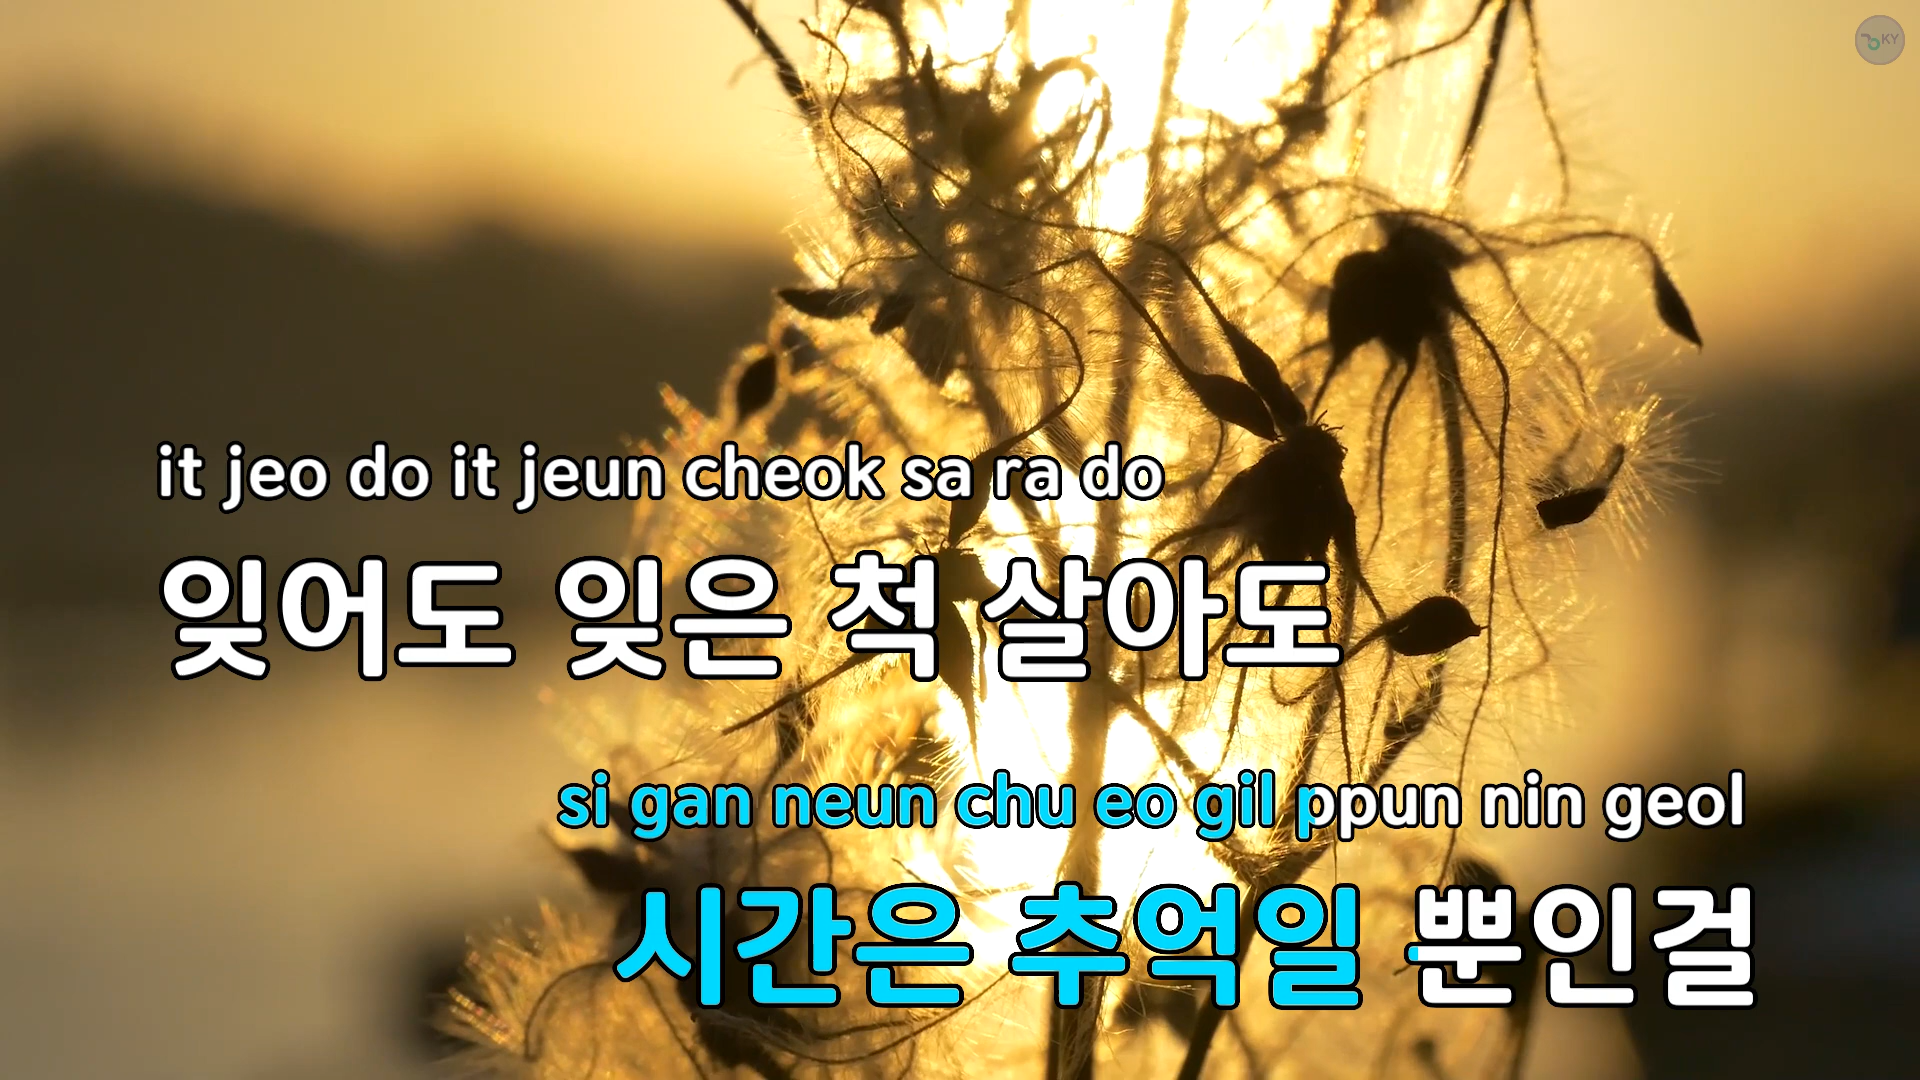 KY
it jeo do it jeun cheok sa ra do
잊어도 잊은 척 살아도
si gan neun chu eo gil ppun nin geol
시간은 추억일 뿐인걸